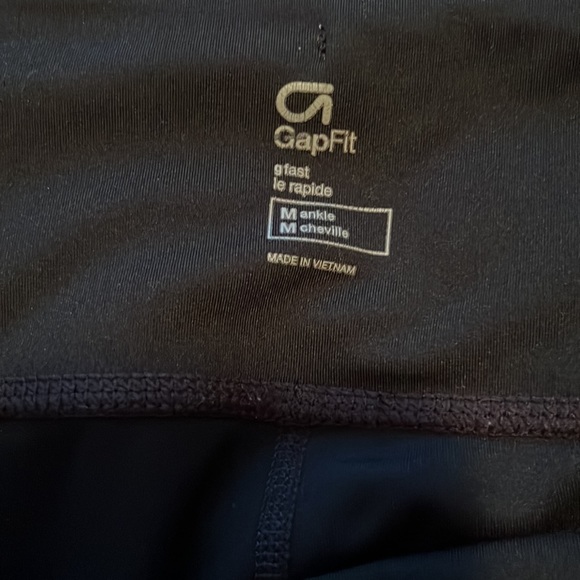 GapFit
gfast
le rapide
M ankle
M cheville
MADE IN VIETNAM